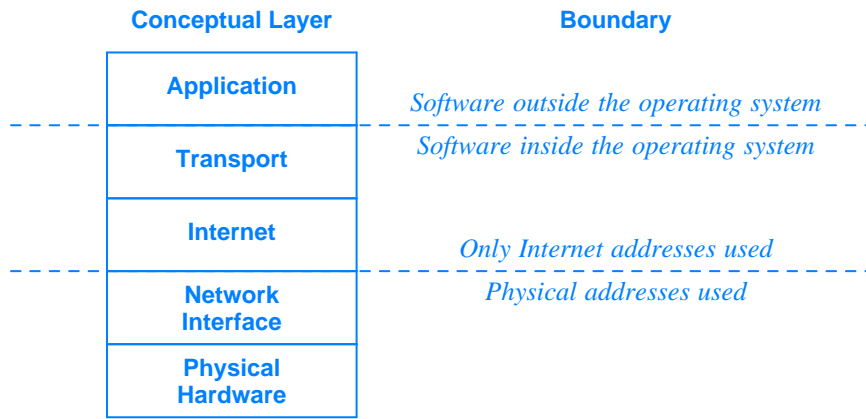 Conceptual Layer Boundary
Application
Software outside the operating system
Software inside the operating system
Transport
Internet
Only Internet addresses used
Physical addresses used
Network
Interface
Physical
Hardware